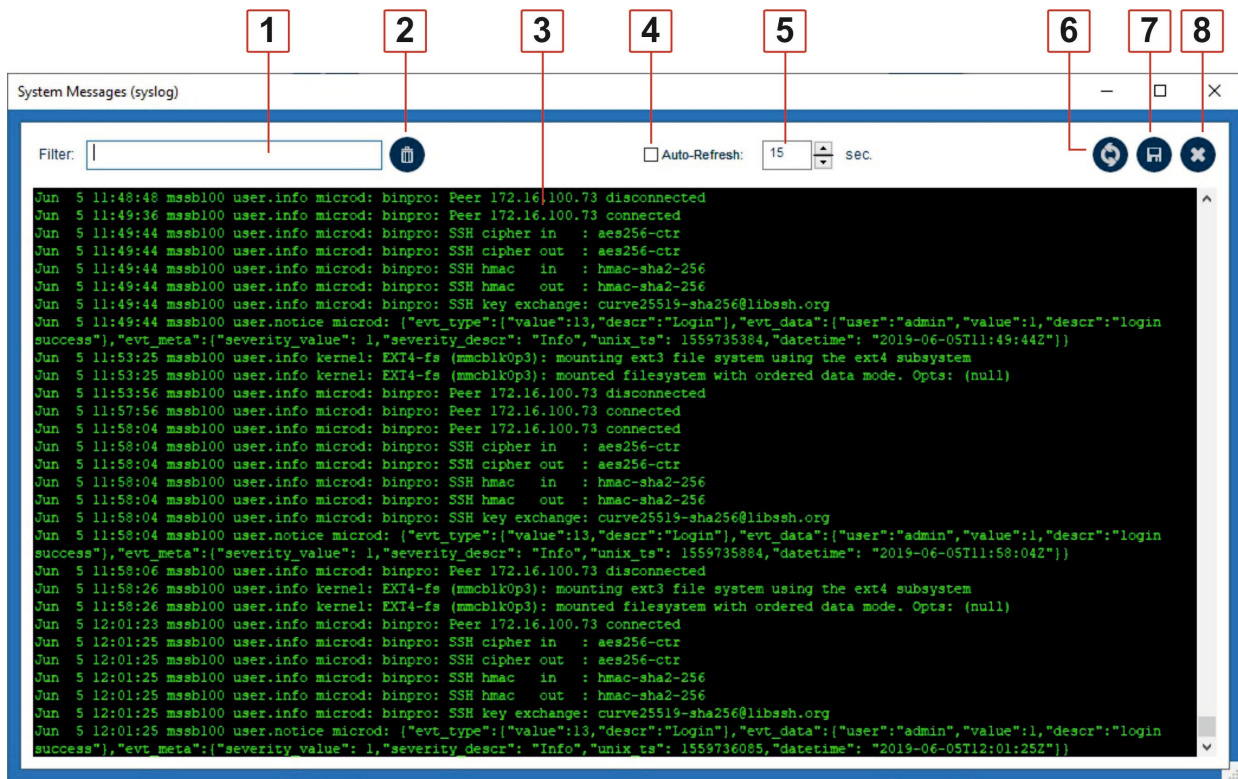 1 2 3 4 5 6 7 8
System Messages (syslog)
Filter: Auto-Refresh: 15 sec.
Jun  5 11:48:48 mssb100 user.info microd: binpro: Peer 172.16.100.73 disconnected
Jun  5 11:49:36 mssb100 user.info microd: binpro: Peer 172.16.100.73 connected
Jun  5 11:49:44 mssb100 user.info microd: binpro: SSH cipher in   : aes256-ctr
Jun  5 11:49:44 mssb100 user.info microd: binpro: SSH cipher out  : aes256-ctr
Jun  5 11:49:44 mssb100 user.info microd: binpro: SSH hmac   in   : hmac-sha2-256
Jun  5 11:49:44 mssb100 user.info microd: binpro: SSH hmac   out  : hmac-sha2-256
Jun  5 11:49:44 mssb100 user.info microd: binpro: SSH key exchange: curve25519-sha256@libssh.org
Jun  5 11:49:44 mssb100 user.notice microd: {"evt_type":{"value":13,"descr":"Login"},"evt_data":{"user":"admin","value":1,"descr":"login
success"},"evt_meta":{"severity_value": 1,"severity_descr": "Info","unix_ts": 1559735384,"datetime": "2019-06-05T11:49:44Z"}}
Jun  5 11:53:25 mssb100 user.info kernel: EXT4-fs (mmcblk0p3): mounting ext3 file system using the ext4 subsystem
Jun  5 11:53:25 mssb100 user.info kernel: EXT4-fs (mmcblk0p3): mounted filesystem with ordered data mode. Opts: (null)
Jun  5 11:53:56 mssb100 user.info microd: binpro: Peer 172.16.100.73 disconnected
Jun  5 11:57:56 mssb100 user.info microd: binpro: Peer 172.16.100.73 connected
Jun  5 11:58:04 mssb100 user.info microd: binpro: Peer 172.16.100.73 connected
Jun  5 11:58:04 mssb100 user.info microd: binpro: SSH cipher in   : aes256-ctr
Jun  5 11:58:04 mssb100 user.info microd: binpro: SSH cipher out  : aes256-ctr
Jun  5 11:58:04 mssb100 user.info microd: binpro: SSH hmac   in   : hmac-sha2-256
Jun  5 11:58:04 mssb100 user.info microd: binpro: SSH hmac   out  : hmac-sha2-256
Jun  5 11:58:04 mssb100 user.info microd: binpro: SSH key exchange: curve25519-sha256@libssh.org
Jun  5 11:58:04 mssb100 user.notice microd: {"evt_type":{"value":13,"descr":"Login"},"evt_data":{"user":"admin","value":1,"descr":"login
success"},"evt_meta":{"severity_value": 1,"severity_descr": "Info","unix_ts": 1559735884,"datetime": "2019-06-05T11:58:04Z"}}
Jun  5 11:58:06 mssb100 user.info microd: binpro: Peer 172.16.100.73 disconnected
Jun  5 11:58:26 mssb100 user.info kernel: EXT4-fs (mmcblk0p3): mounting ext3 file system using the ext4 subsystem
Jun  5 11:58:26 mssb100 user.info kernel: EXT4-fs (mmcblk0p3): mounted filesystem with ordered data mode. Opts: (null)
Jun  5 12:01:23 mssb100 user.info microd: binpro: Peer 172.16.100.73 connected
Jun  5 12:01:25 mssb100 user.info microd: binpro: SSH cipher in   : aes256-ctr
Jun  5 12:01:25 mssb100 user.info microd: binpro: SSH cipher out  : aes256-ctr
Jun  5 12:01:25 mssb100 user.info microd: binpro: SSH hmac   in   : hmac-sha2-256
Jun  5 12:01:25 mssb100 user.info microd: binpro: SSH hmac   out  : hmac-sha2-256
Jun  5 12:01:25 mssb100 user.info microd: binpro: SSH key exchange: curve25519-sha256@libssh.org
Jun  5 12:01:25 mssb100 user.notice microd: {"evt_type":{"value":13,"descr":"Login"},"evt_data":{"user":"admin","value":1,"descr":"login
success"},"evt_meta":{"severity_value": 1,"severity_descr": "Info","unix_ts": 1559736085,"datetime": "2019-06-05T12:01:25Z"}}